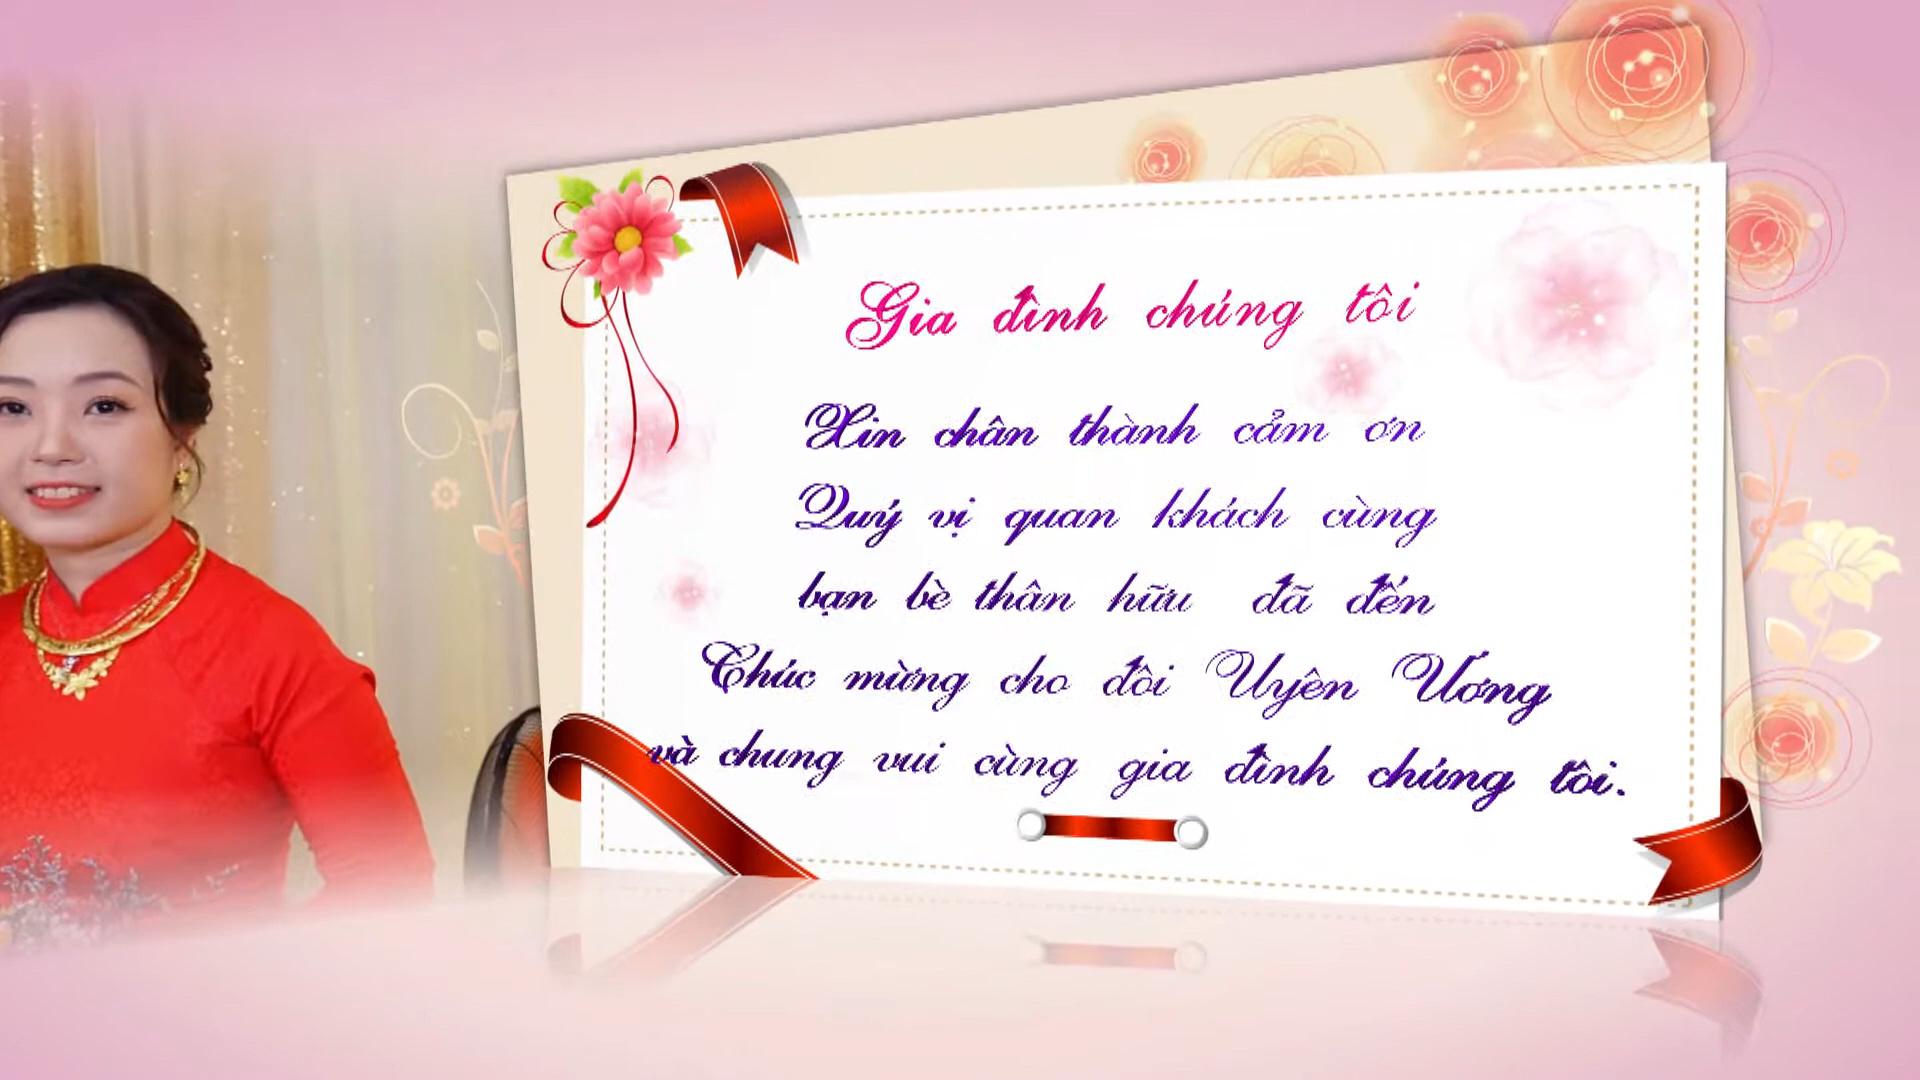 Gia đình chúng tôi
Xin chân thành cảm ơn
Quý vị quan khách cùng
bạn bè thân hữu đã đến
Chúc mừng cho đôi Uyên Ương
và chung vui cùng gia đình chúng tôi.